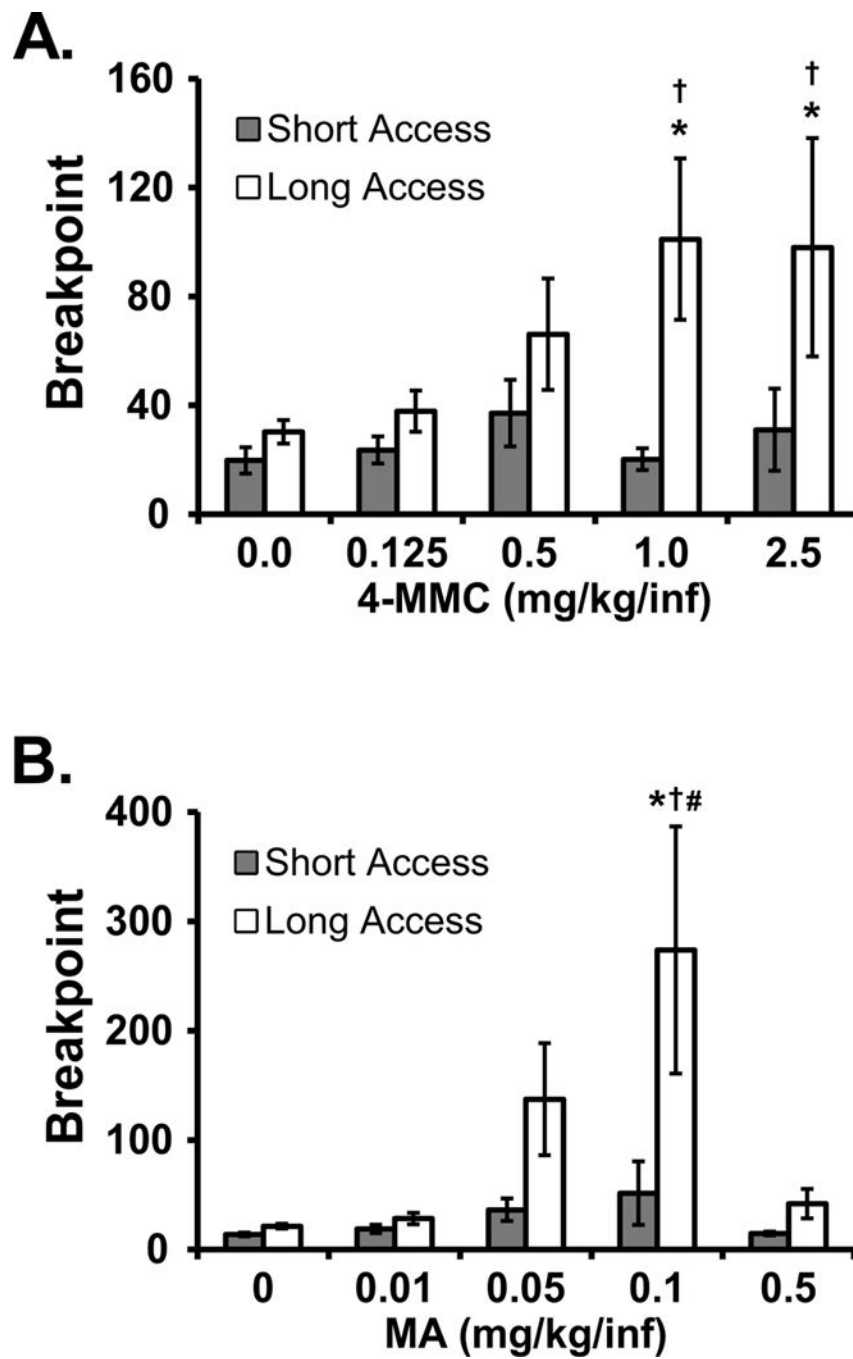 A.
160
120
80
40
0
Breakpoint
Short Access
Long Access
†
*
†
*
0.0 0.125 0.5 1.0 2.5
4-MMC (mg/kg/inf)
B.
400
300
200
100
0
Breakpoint
Short Access
Long Access
*†#
0 0.01 0.05 0.1 0.5
MA (mg/kg/inf)